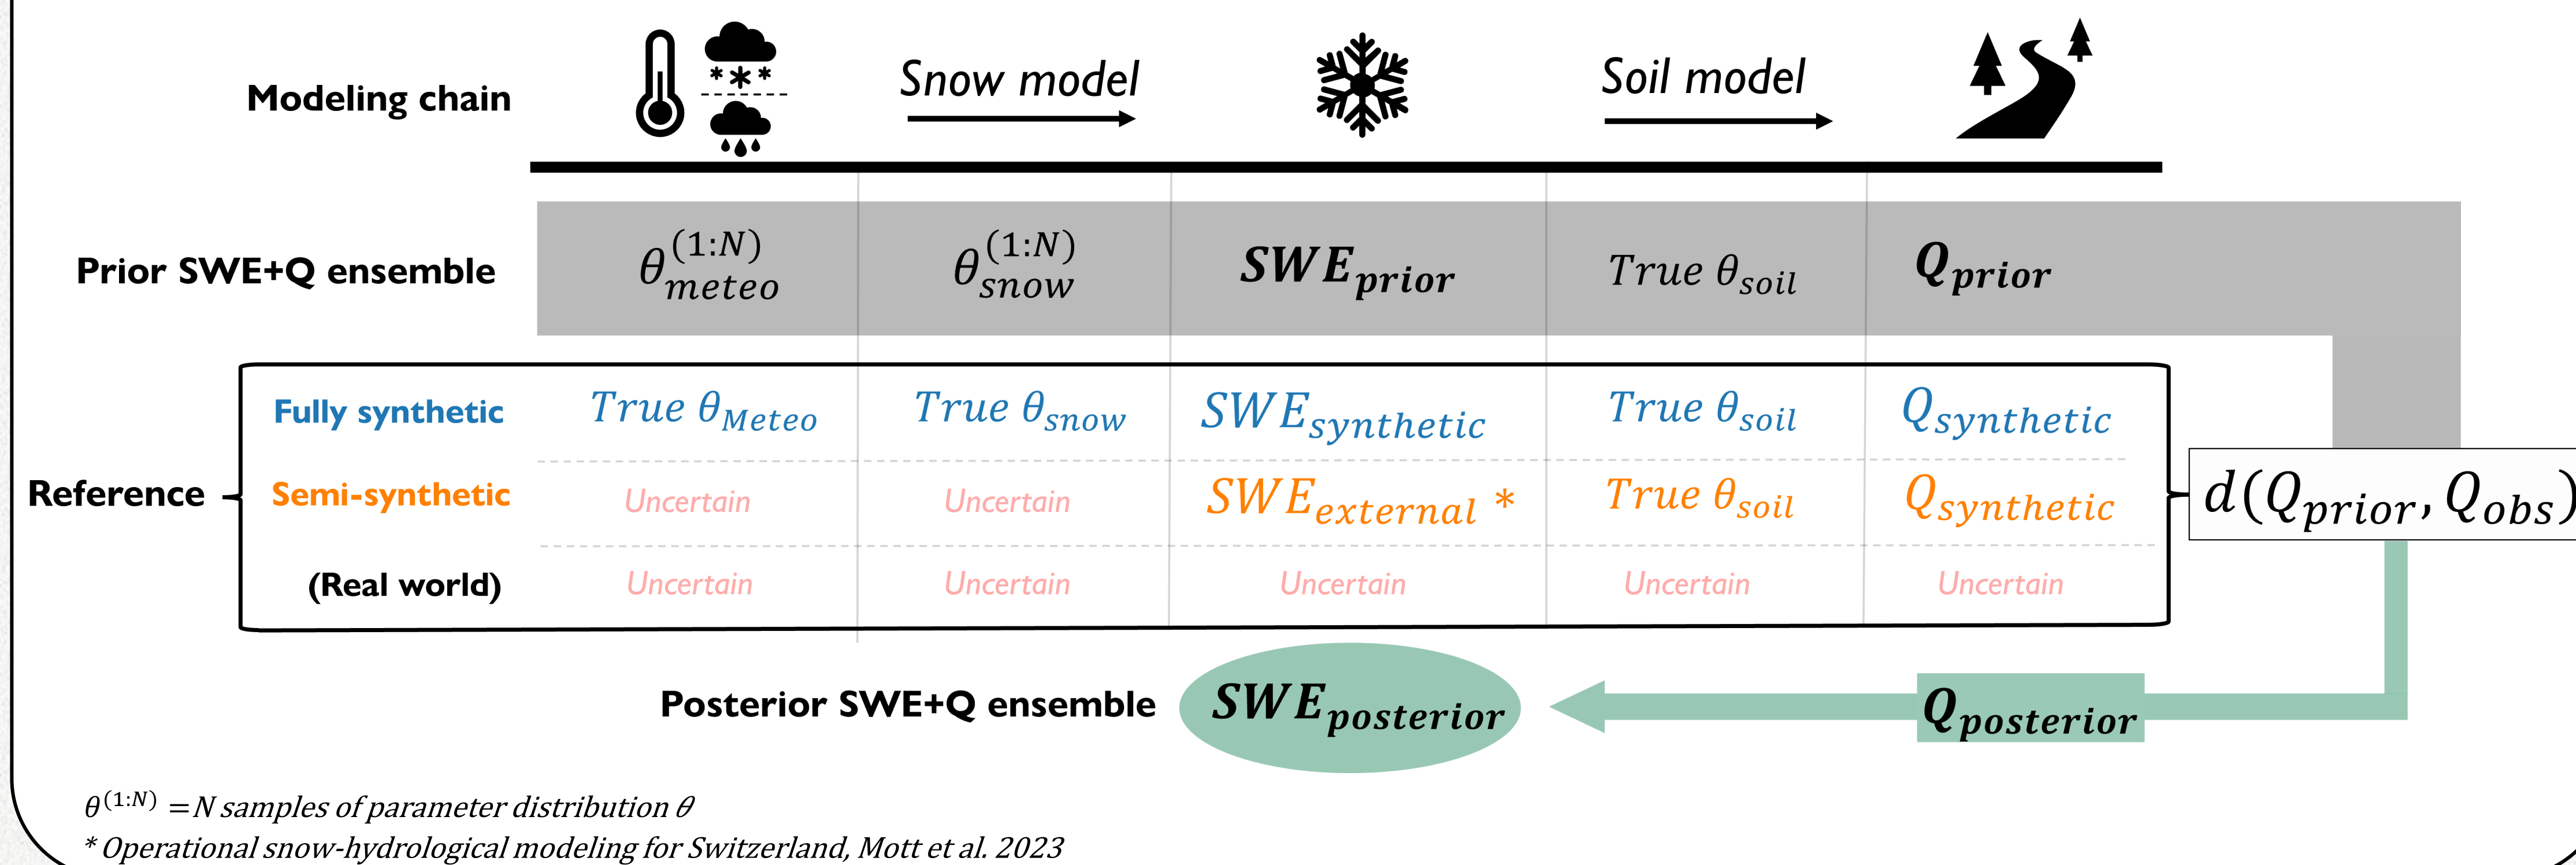 Modeling chain Snow model Soil model
Prior SWE+Q ensemble θ_meteo^(1:N) θ_snow^(1:N) SWE_prior True θ_soil Q_prior
Fully synthetic True θ_Meteo True θ_snow SWE_synthetic True θ_soil Q_synthetic
Reference Semi-synthetic Uncertain Uncertain SWE_external * True θ_soil Q_synthetic d(Q_prior, Q_obs)
(Real world) Uncertain Uncertain Uncertain Uncertain Uncertain
Posterior SWE+Q ensemble SWE_posterior Q_posterior
θ^(1:N) = N samples of parameter distribution θ
* Operational snow-hydrological modeling for Switzerland, Mott et al. 2023